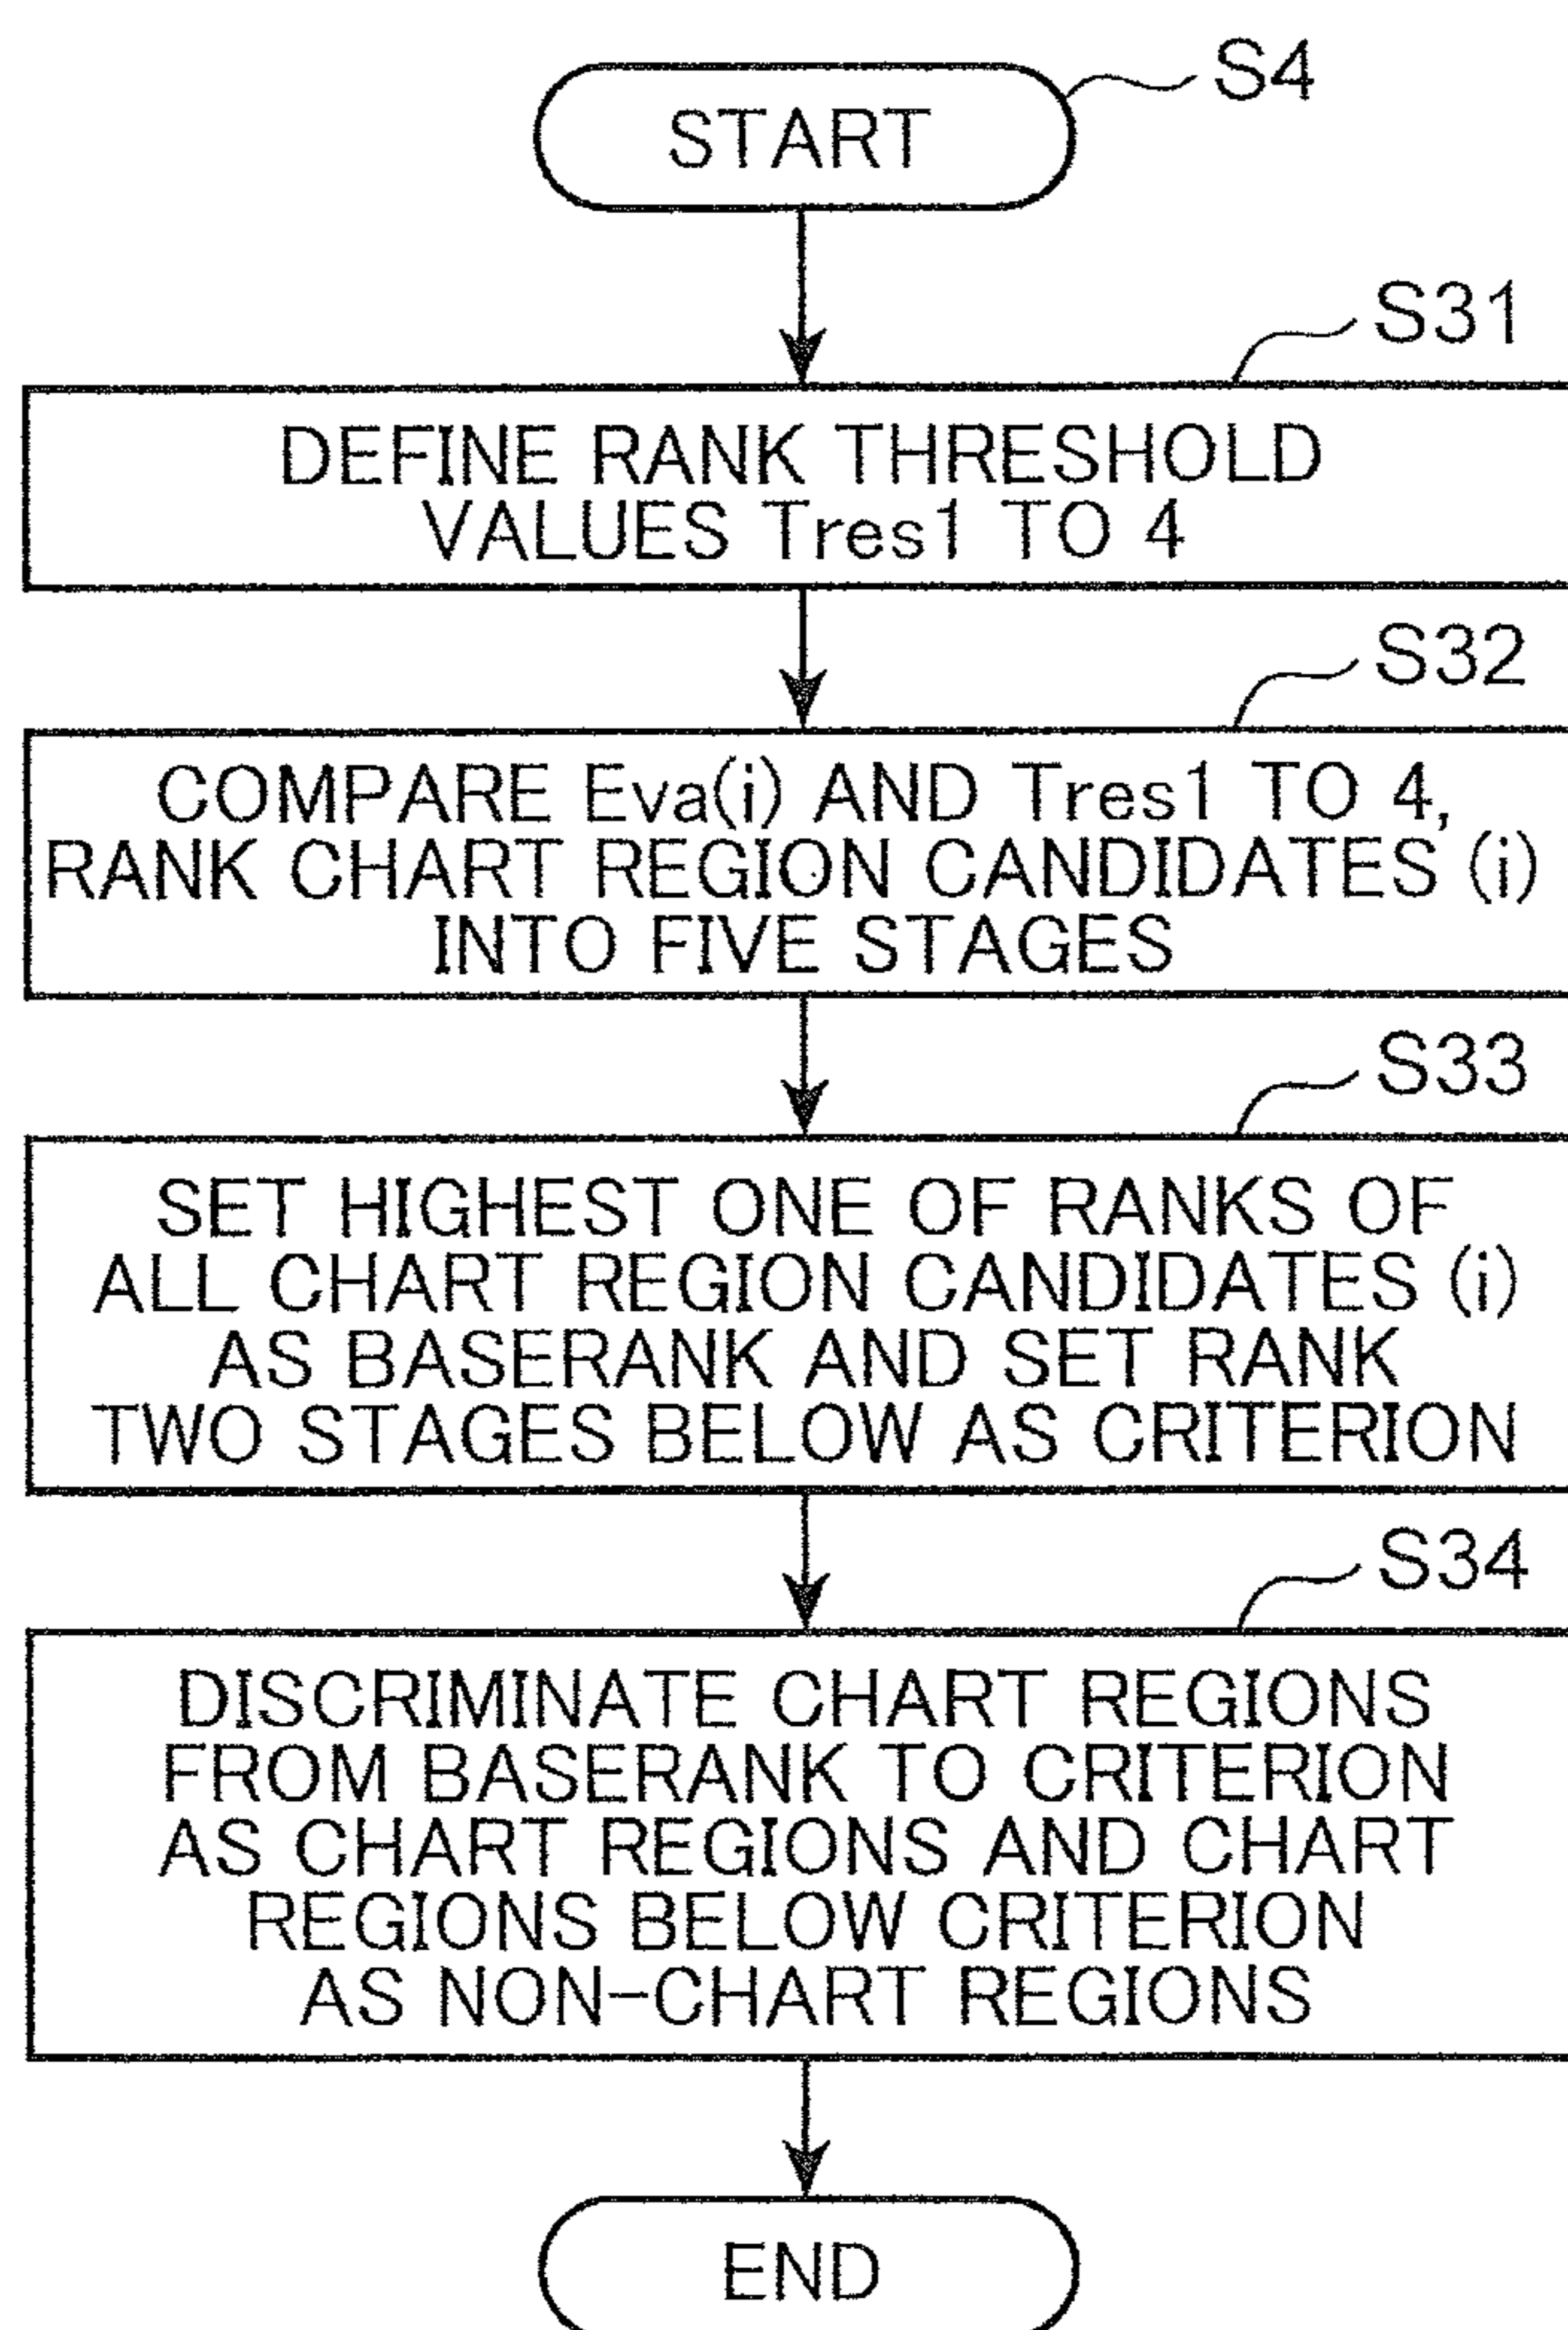 S4
START
S31
DEFINE RANK THRESHOLD
VALUES Tres1 TO 4
S32
COMPARE Eva(i) AND Tres1 TO 4,
RANK CHART REGION CANDIDATES (i)
INTO FIVE STAGES
S33
SET HIGHEST ONE OF RANKS OF
ALL CHART REGION CANDIDATES (i)
AS BASERANK AND SET RANK
TWO STAGES BELOW AS CRITERION
S34
DISCRIMINATE CHART REGIONS
FROM BASERANK TO CRITERION
AS CHART REGIONS AND CHART
REGIONS BELOW CRITERION
AS NON-CHART REGIONS
END